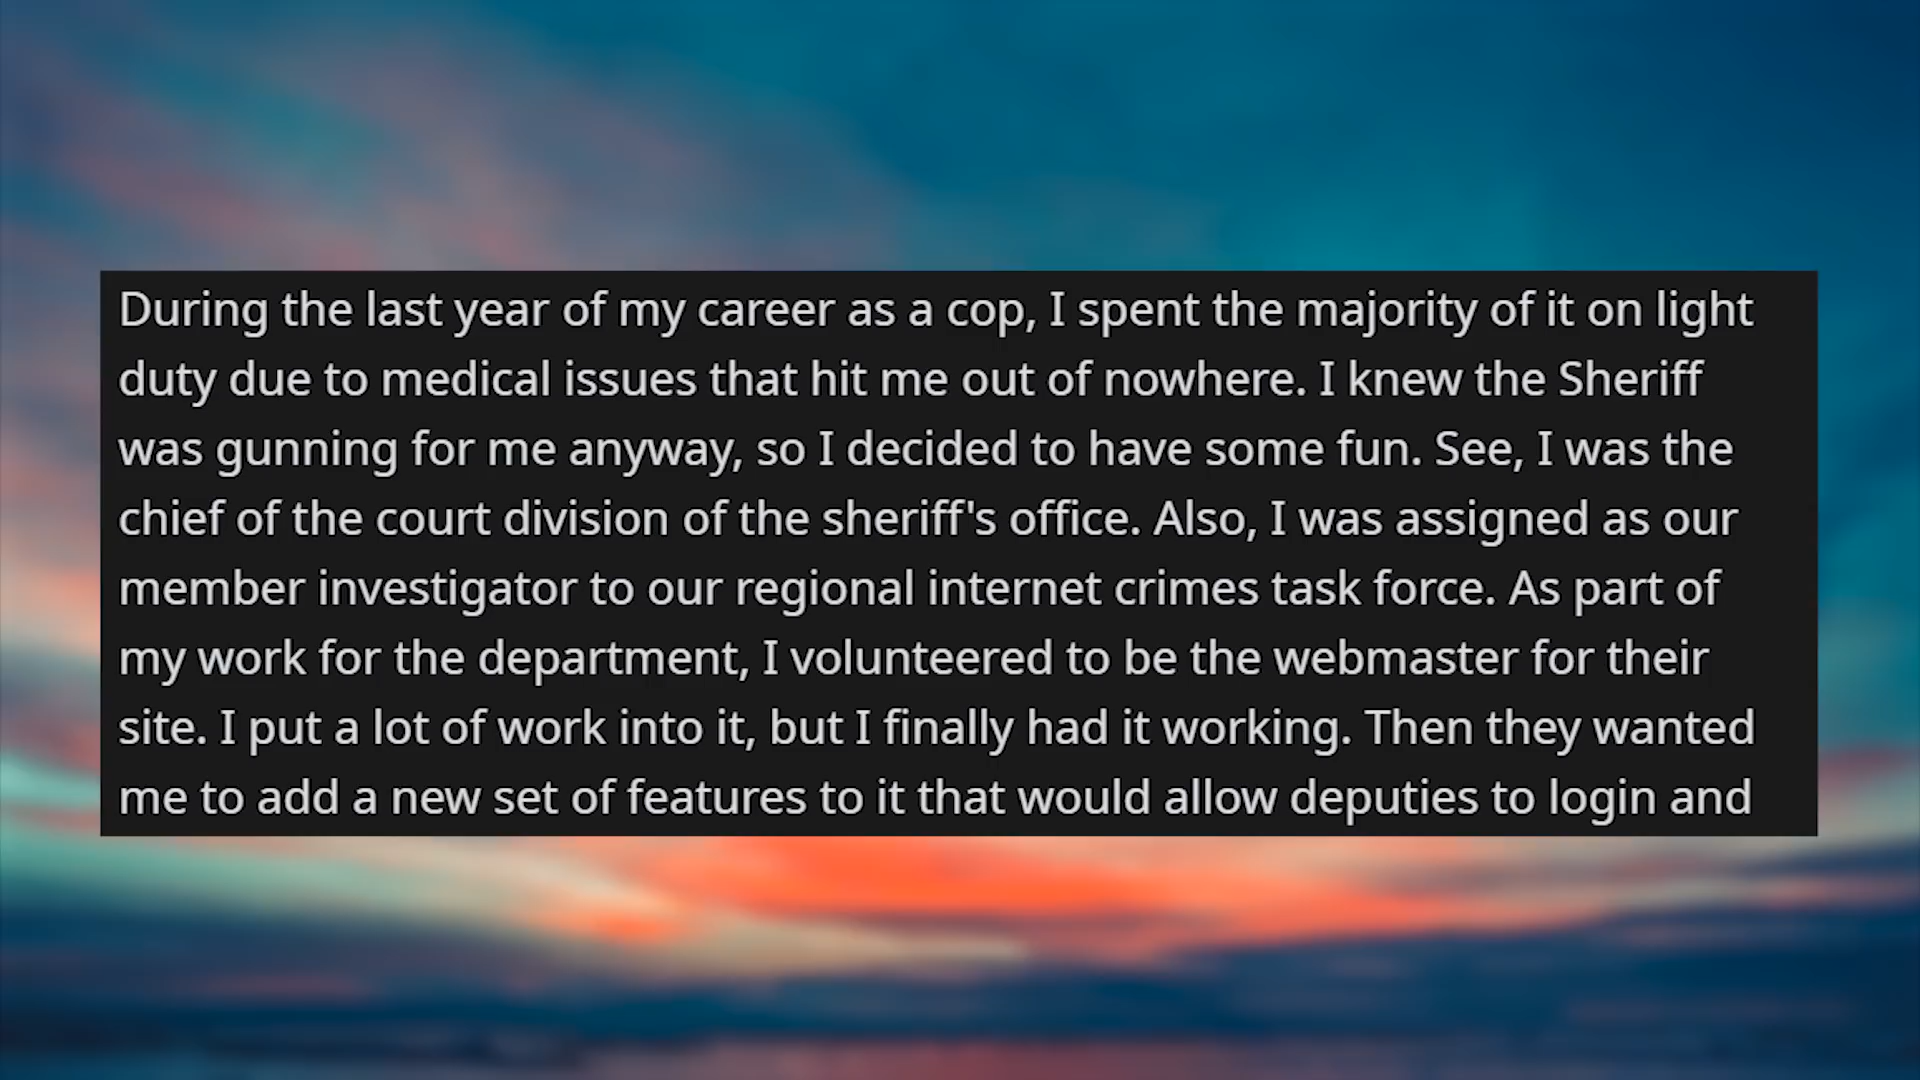 During the last year of my career as a cop, I spent the majority of it on light
duty due to medical issues that hit me out of nowhere. I knew the Sheriff
was gunning for me anyway, so I decided to have some fun. See, I was the
chief of the court division of the sheriff's office. Also, I was assigned as our
member investigator to our regional internet crimes task force. As part of
my work for the department, I volunteered to be the webmaster for their
site. I put a lot of work into it, but I finally had it working. Then they wanted
me to add a new set of features to it that would allow deputies to login and